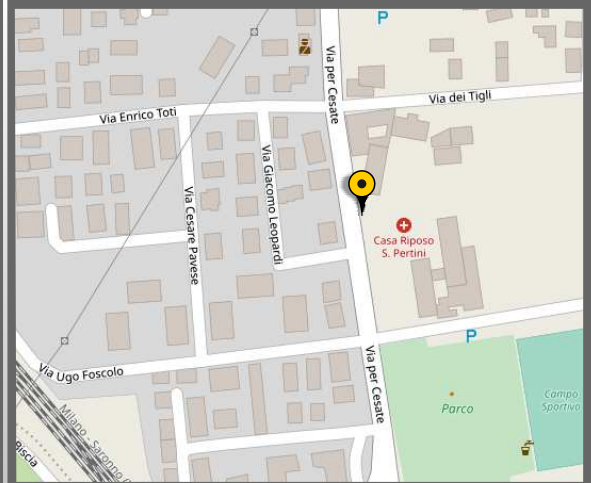 P
Via per Cesate
Via dei Tigli
Via Enrico Toti
Via Giacomo Leopardi
Via Cesare Pavese
Casa Riposo
S. Pertini
P
Via Ugo Foscolo
Via per Cesate
Campo
Sportivo
Parco
Milano - Saronno
Biscia